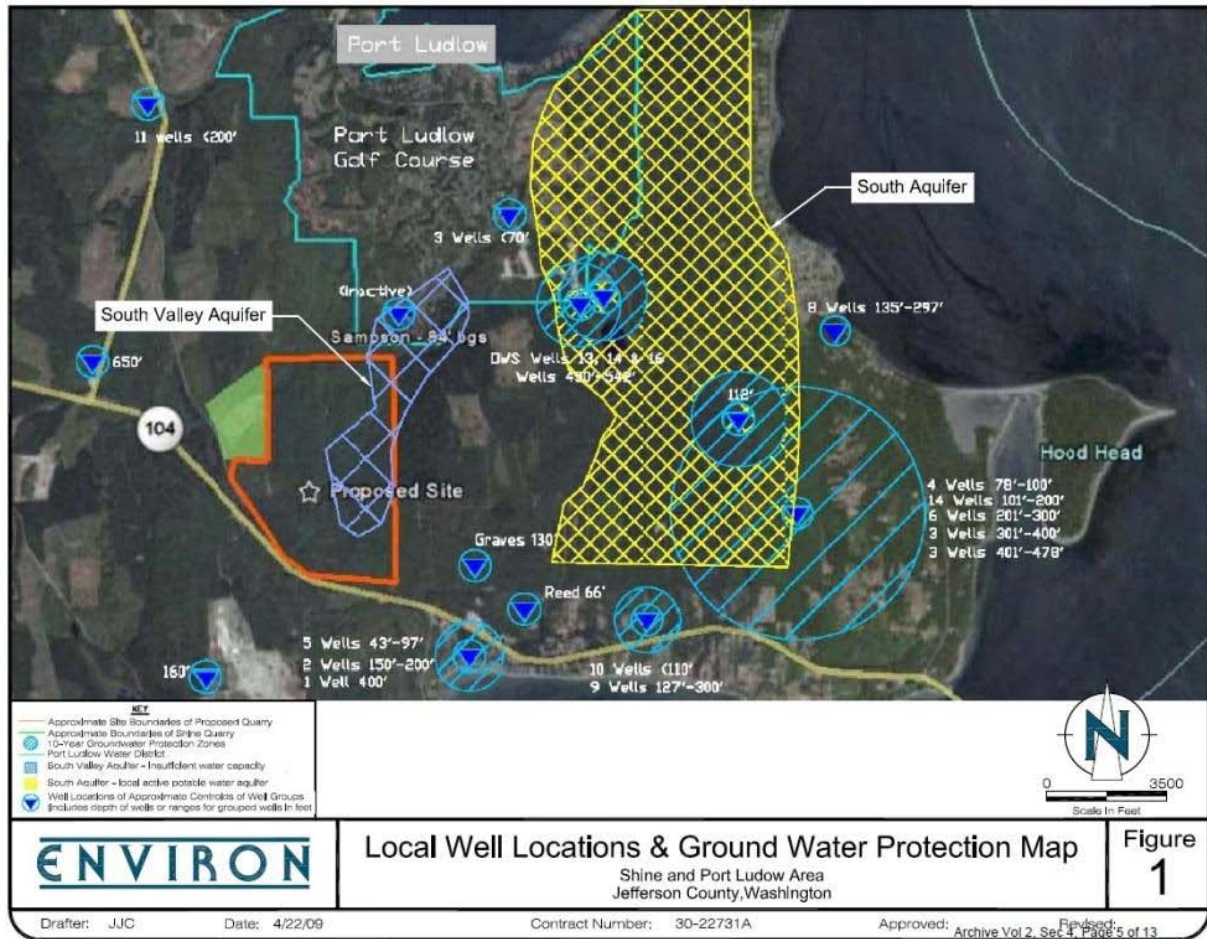 Port Ludlow
11 wells <200'
Port Ludlow
Golf Course
South Aquifer
3 Wells <70'
(inactive)
South Valley Aquifer
Sampson - 84' bgs
8 Wells 135'-297'
650'
DWS Wells 13, 14 & 16
Wells 490'-542'
112'
104
Hood Head
Proposed Site
4 Wells 78'-100'
14 Wells 101'-200'
6 Wells 201'-300'
3 Wells 301'-400'
3 Wells 401'-478'
Graves 130'
Reed 66'
5 Wells 43'-97'
2 Wells 150'-200'
1 Well 400'
10 Wells <110'
9 Wells 127'-300'
160'
KEY
Approximate Site Boundaries of Proposed Quarry
Approximate Boundaries of Shine Quarry
10-Year Groundwater Protection Zones
Port Ludlow Water District
South Valley Aquifer - Insufficient water capacity
South Aquifer - local active potable water aquifer
Well Locations of Approximate Centroids of Well Groups
(includes depth of wells or ranges for grouped wells in feet
N
0 3500
Scale In Feet
ENVIRON
Local Well Locations & Ground Water Protection Map
Shine and Port Ludow Area
Jefferson County,Washington
Figure
1
Drafter: JJC Date: 4/22/09 Contract Number: 30-22731A Approved: Revised:
Archive Vol 2, Sec 4, Page 5 of 13